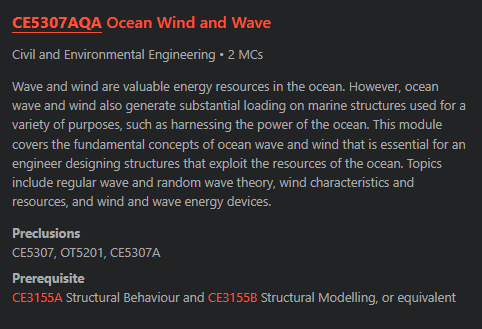 CE5307AQA Ocean Wind and Wave
Civil and Environmental Engineering • 2 MCs
Wave and wind are valuable energy resources in the ocean. However, ocean
wave and wind also generate substantial loading on marine structures used for a
variety of purposes, such as harnessing the power of the ocean. This module
covers the fundamental concepts of ocean wave and wind that is essential for an
engineer designing structures that exploit the resources of the ocean. Topics
include regular wave and random wave theory, wind characteristics and
resources, and wind and wave energy devices.
Preclusions
CE5307, OT5201, CE5307A
Prerequisite
CE3155A Structural Behaviour and CE3155B Structural Modelling, or equivalent